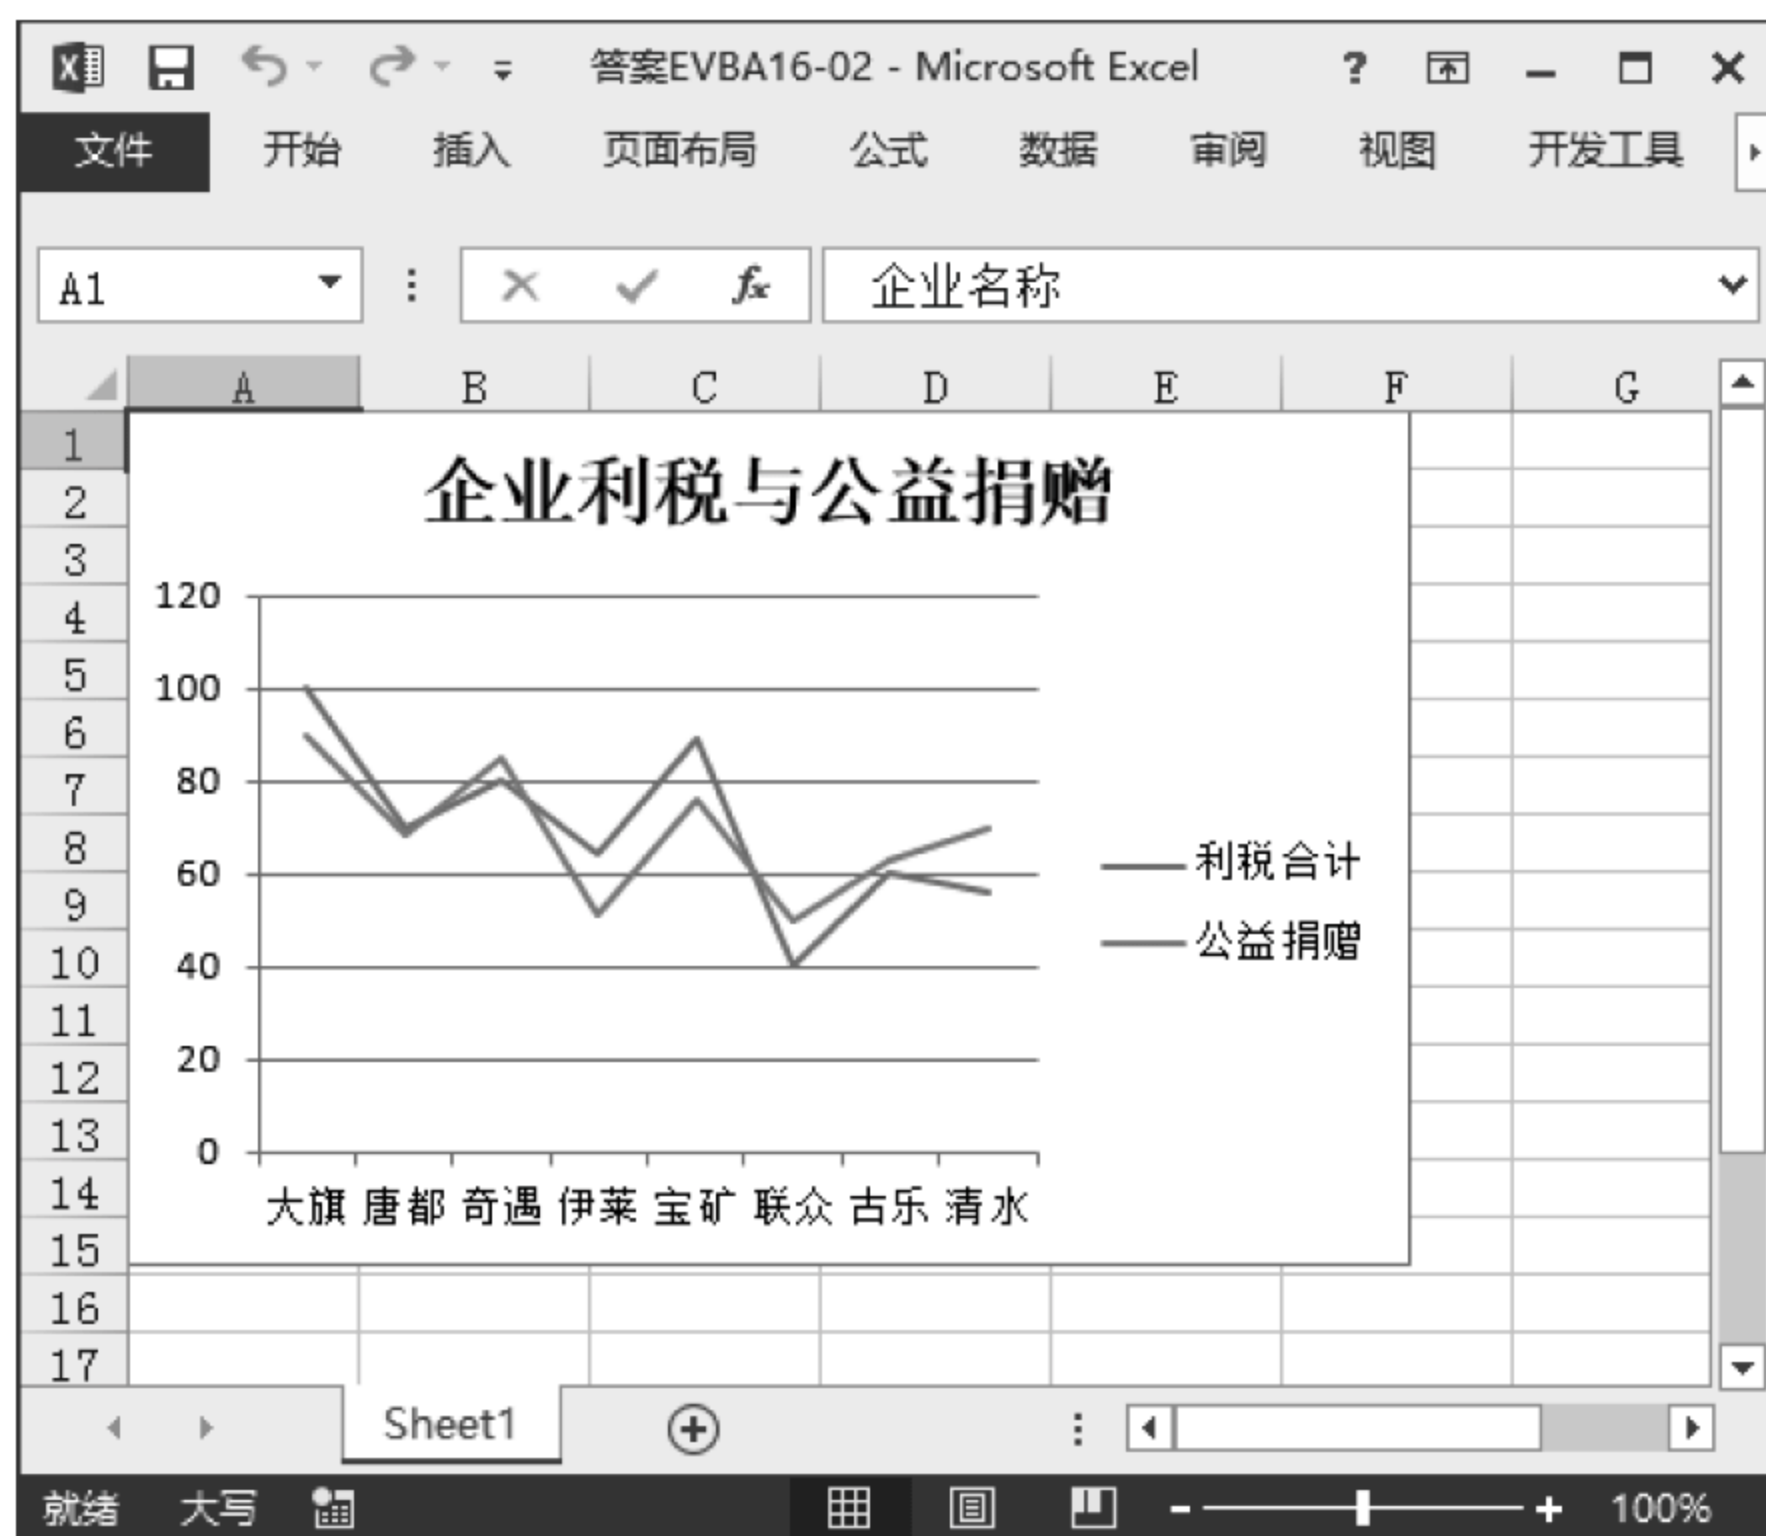 答案EVBA16-02 - Microsoft Excel ?
文件 开始 插入 页面布局 公式 数据 审阅 视图 开发工具
A1 fx 企业名称
A B C D E F G
1
2
3
4
5
6
7
8
9
10
11
12
13
14
15
16
17
企业利税与公益捐赠
120
100
80
60
40
20
0
大旗 唐都 奇遇 伊莱 宝矿 联众 古乐 清水
利税合计
公益捐赠
Sheet1
就绪 大写 100%